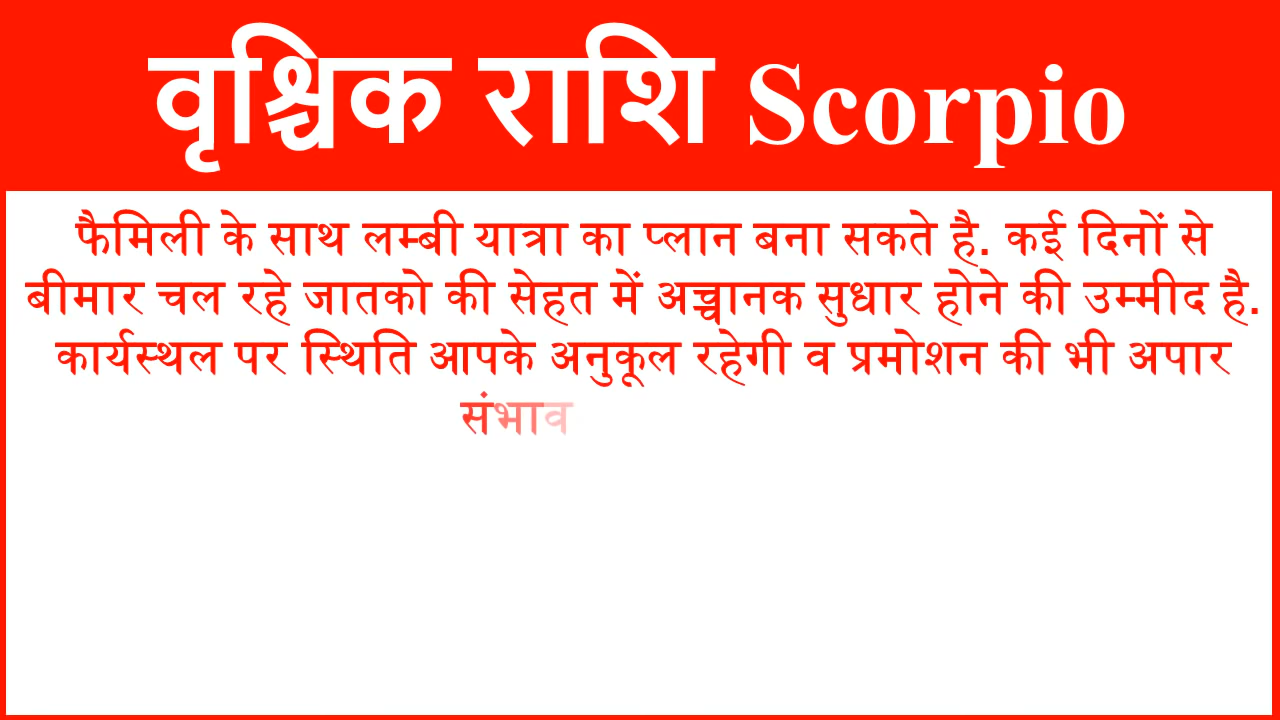 वृश्चिक राशि Scorpio
फैमिली के साथ लम्बी यात्रा का प्लान बना सकते है. कई दिनों से
बीमार चल रहे जातको की सेहत में अच्चानक सुधार होने की उम्मीद है.
कार्यस्थल पर स्थिति आपके अनुकूल रहेगी व प्रमोशन की भी अपार
संभाव